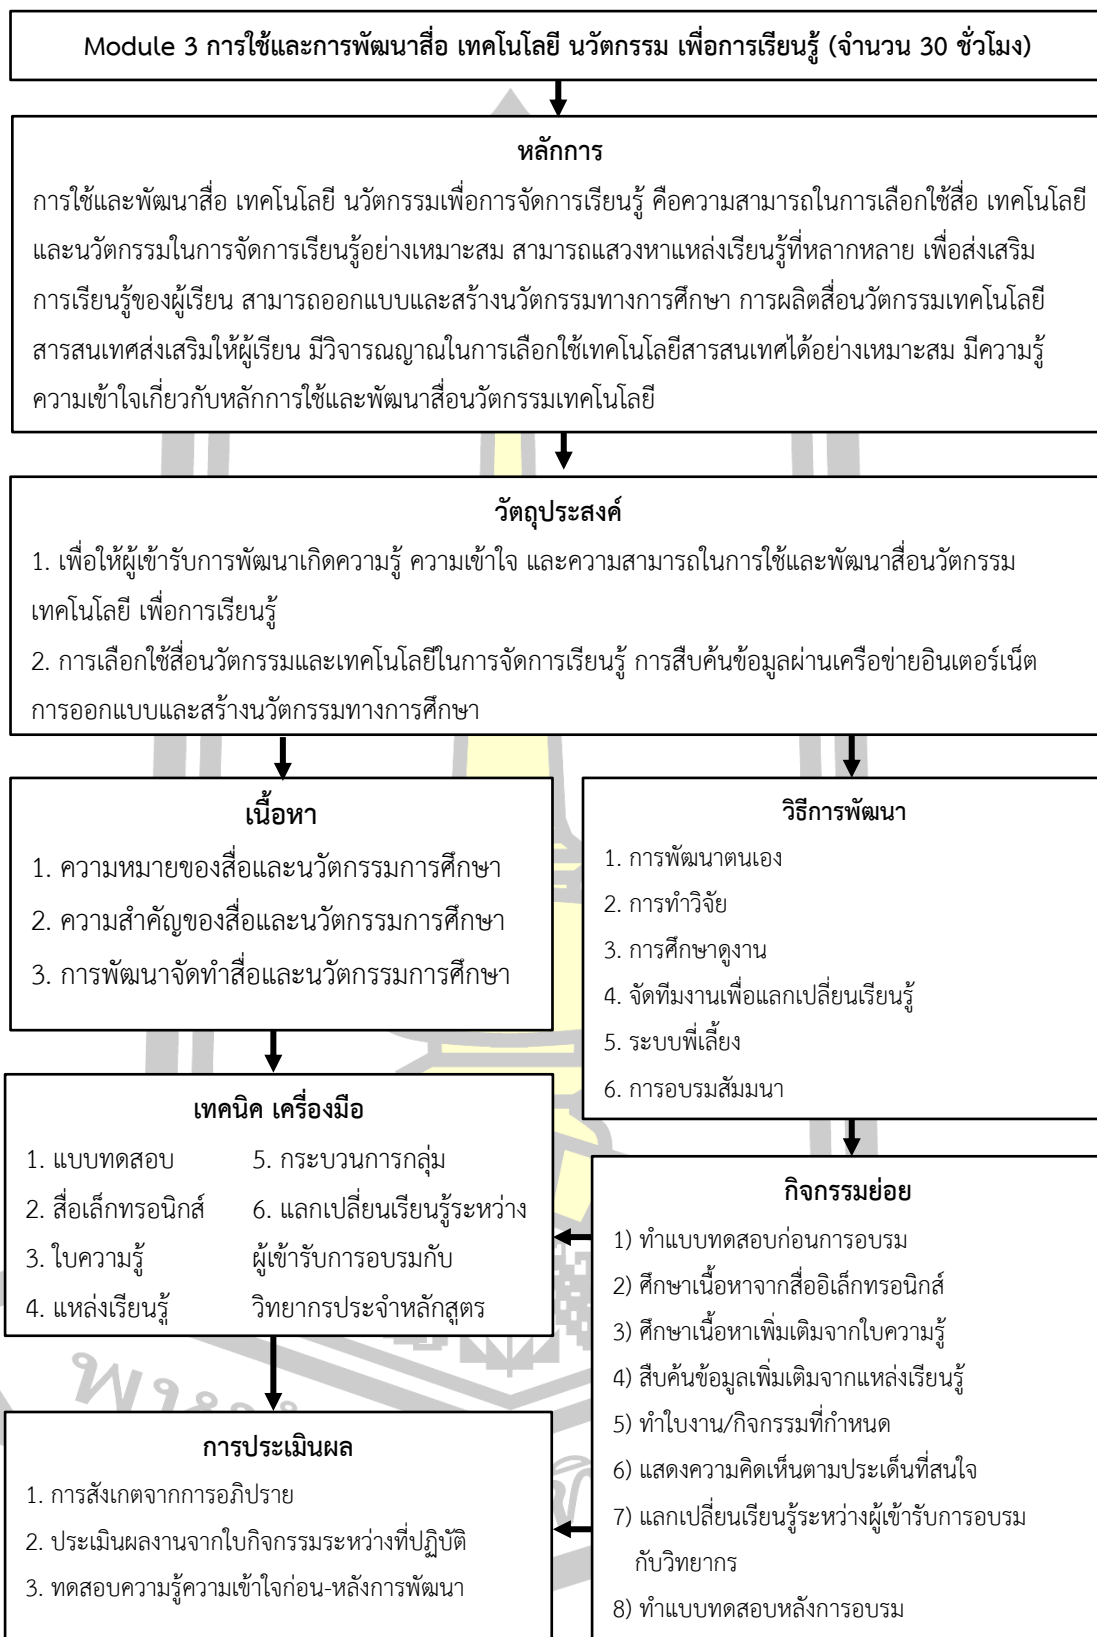 Module 3 การใช้และการพัฒนาสื่อ เทคโนโลยี นวัตกรรม เพื่อการเรียนรู้ (จำนวน 30 ชั่วโมง)
หลักการ
การใช้และพัฒนาสื่อ เทคโนโลยี นวัตกรรมเพื่อการจัดการเรียนรู้ คือความสามารถในการเลือกใช้สื่อ เทคโนโลยี
และนวัตกรรมในการจัดการเรียนรู้อย่างเหมาะสม สามารถแสวงหาแหล่งเรียนรู้ที่หลากหลาย เพื่อส่งเสริม
การเรียนรู้ของผู้เรียน สามารถออกแบบและสร้างนวัตกรรมทางการศึกษา การผลิตสื่อนวัตกรรมเทคโนโลยี
สารสนเทศส่งเสริมให้ผู้เรียน มีวิจารณญาณในการเลือกใช้เทคโนโลยีสารสนเทศได้อย่างเหมาะสม มีความรู้
ความเข้าใจเกี่ยวกับหลักการใช้และพัฒนาสื่อนวัตกรรมเทคโนโลยี
วัตถุประสงค์
1. เพื่อให้ผู้เข้ารับการพัฒนาเกิดความรู้ ความเข้าใจ และความสามารถในการใช้และพัฒนาสื่อนวัตกรรม
เทคโนโลยี เพื่อการเรียนรู้
2. การเลือกใช้สื่อนวัตกรรมและเทคโนโลยีในการจัดการเรียนรู้ การสืบค้นข้อมูลผ่านเครือข่ายอินเตอร์เน็ต
การออกแบบและสร้างนวัตกรรมทางการศึกษา
เนื้อหา
1. ความหมายของสื่อและนวัตกรรมการศึกษา
2. ความสำคัญของสื่อและนวัตกรรมการศึกษา
3. การพัฒนาจัดทำสื่อและนวัตกรรมการศึกษา
วิธีการพัฒนา
1. การพัฒนาตนเอง
2. การทำวิจัย
3. การศึกษาดูงาน
4. จัดทีมงานเพื่อแลกเปลี่ยนเรียนรู้
5. ระบบพี่เลี้ยง
6. การอบรมสัมมนา
เทคนิค เครื่องมือ
1. แบบทดสอบ
2. สื่อเล็กทรอนิกส์
3. ใบความรู้
4. แหล่งเรียนรู้
5. กระบวนการกลุ่ม
6. แลกเปลี่ยนเรียนรู้ระหว่าง
ผู้เข้ารับการอบรมกับ
วิทยากรประจำหลักสูตร
กิจกรรมย่อย
1) ทำแบบทดสอบก่อนการอบรม
2) ศึกษาเนื้อหาจากสื่ออิเล็กทรอนิกส์
3) ศึกษาเนื้อหาเพิ่มเติมจากใบความรู้
4) สืบค้นข้อมูลเพิ่มเติมจากแหล่งเรียนรู้
5) ทำใบงาน/กิจกรรมที่กำหนด
6) แสดงความคิดเห็นตามประเด็นที่สนใจ
7) แลกเปลี่ยนเรียนรู้ระหว่างผู้เข้ารับการอบรม
กับวิทยากร
8) ทำแบบทดสอบหลังการอบรม
การประเมินผล
1. การสังเกตจากการอภิปราย
2. ประเมินผลงานจากใบกิจกรรมระหว่างที่ปฏิบัติ
3. ทดสอบความรู้ความเข้าใจก่อน-หลังการพัฒนา